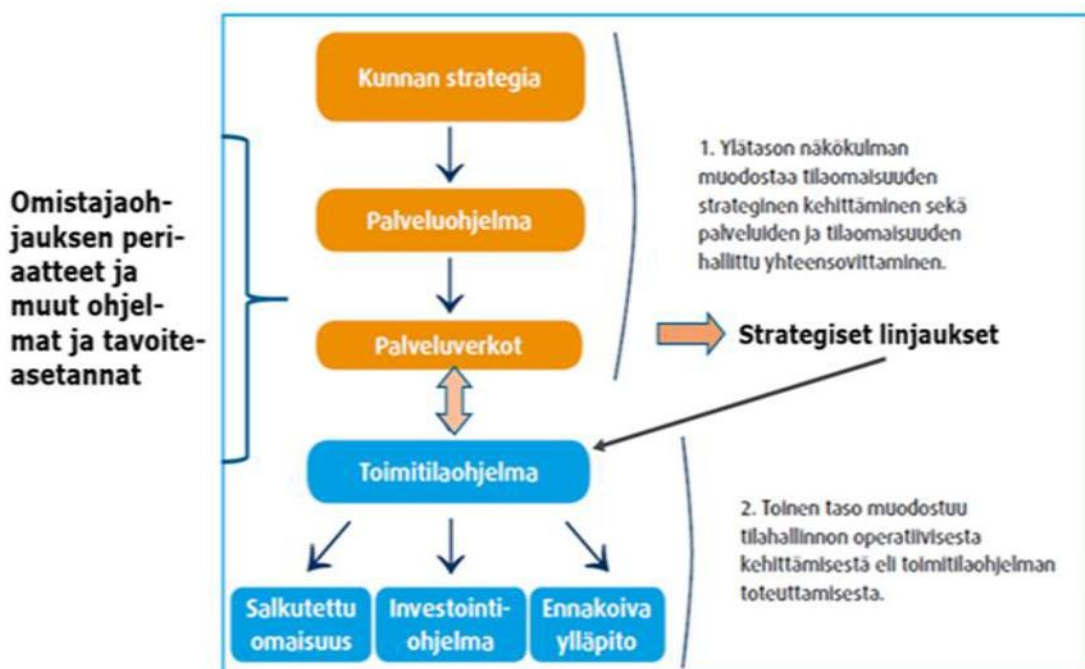 Kunnan strategia
1. Ylätason näkökulman
muodostaa tilaomaisuuden
strateginen kehittäminen sekä
palveluiden ja tilaomaisuuden
hallittu yhteensovittaminen.
Omistajaoh-
jauksen peri-
aatteet ja
muut ohjel-
mat ja tavoite-
asetannat
Palveluohjelma
Palveluverkot
Strategiset linjaukset
Toimitilaohjelma
2. Toinen taso muodostuu
tilahallinnon operatiivisesta
kehittämisestä eli toimitilaohjelman
toteuttamisesta.
Salkutettu
omaisuus
Investointi-
ohjelma
Ennakoiva
ylläpito